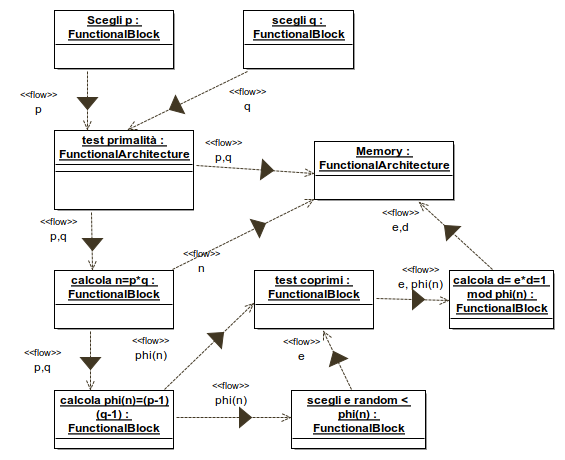 Scegli p :
FunctionalBlock
scegli q :
FunctionalBlock
<<flow>>
p
<<flow>>
q
test primalità :
FunctionalArchitecture
<<flow>>
p,q
Memory :
FunctionalArchitecture
<<flow>>
p,q
<<flow>>
n
<<flow>>
e,d
calcola n=p*q :
FunctionalBlock
test coprimi :
FunctionalBlock
<<flow>>
e, phi(n)
calcola d= e*d=1
mod phi(n) :
FunctionalBlock
<<flow>>
p,q
<<flow>>
phi(n)
<<flow>>
e
calcola phi(n)=(p-1)
(q-1) :
FunctionalBlock
<<flow>>
phi(n)
scegli e random <
phi(n) :
FunctionalBlock